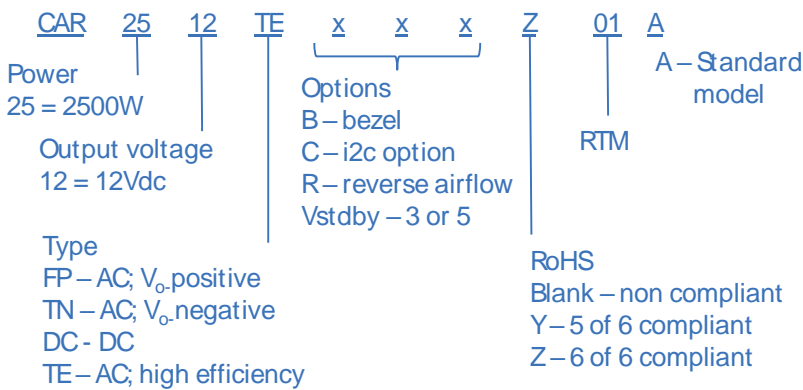 CAR 25 12 TE x x x Z 01 A
Power
25 = 2500W
Output voltage
12 = 12Vdc
Type
FP – AC; Vo- positive
TN – AC; Vo- negative
DC - DC
TE – AC; high efficiency
Options
B – bezel
C – i2c option
R – reverse airflow
Vstdby – 3 or 5
RoHS
Blank – non compliant
Y – 5 of 6 compliant
Z – 6 of 6 compliant
RTM
A – Standard
model